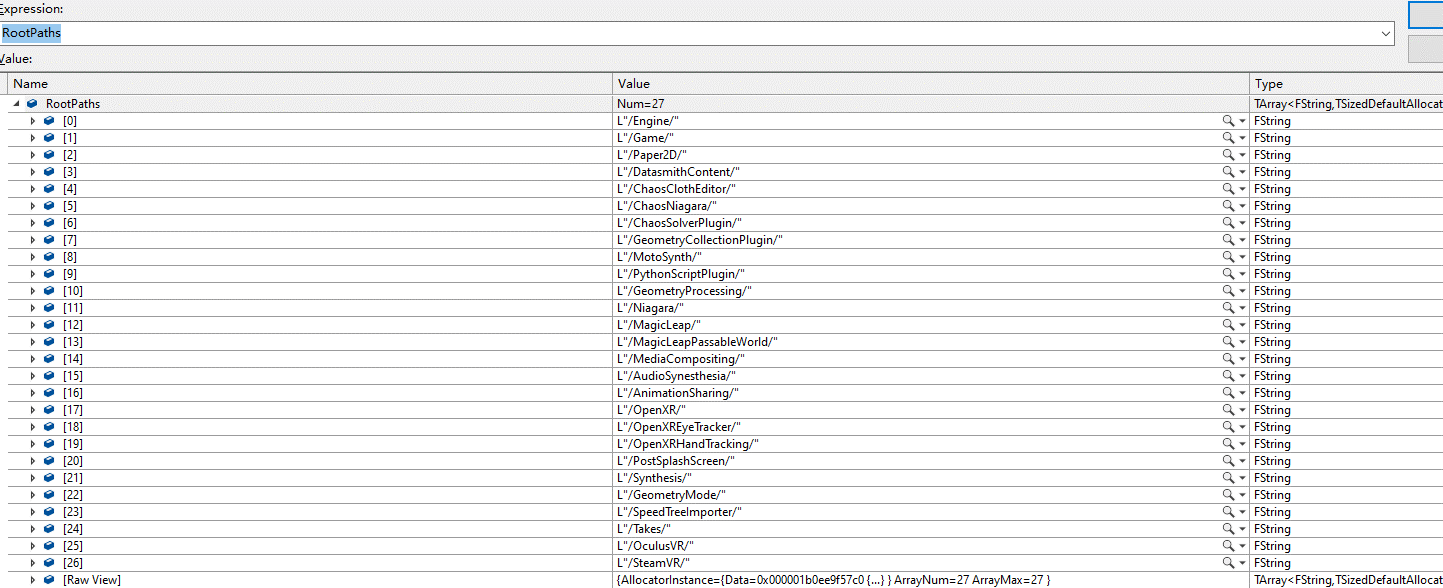 Expression:
RootPaths
Value:
Name Value Type
RootPaths Num=27 TArray<FString,TSizedDefaultAllocat
[0] L"/Engine/" FString
[1] L"/Game/" FString
[2] L"/Paper2D/" FString
[3] L"/DatasmithContent/" FString
[4] L"/ChaosClothEditor/" FString
[5] L"/ChaosNiagara/" FString
[6] L"/ChaosSolverPlugin/" FString
[7] L"/GeometryCollectionPlugin/" FString
[8] L"/MotoSynth/" FString
[9] L"/PythonScriptPlugin/" FString
[10] L"/GeometryProcessing/" FString
[11] L"/Niagara/" FString
[12] L"/MagicLeap/" FString
[13] L"/MagicLeapPassableWorld/" FString
[14] L"/MediaCompositing/" FString
[15] L"/AudioSynesthesia/" FString
[16] L"/AnimationSharing/" FString
[17] L"/OpenXR/" FString
[18] L"/OpenXREyeTracker/" FString
[19] L"/OpenXRHandTracking/" FString
[20] L"/PostSplashScreen/" FString
[21] L"/Synthesis/" FString
[22] L"/GeometryMode/" FString
[23] L"/SpeedTreeImporter/" FString
[24] L"/Takes/" FString
[25] L"/OculusVR/" FString
[26] L"/SteamVR/" FString
[Raw View] {AllocatorInstance={Data=0x000001b0ee9f57c0 {...} } ArrayNum=27 ArrayMax=27 } TArray<FString,TSizedDefaultAllocat